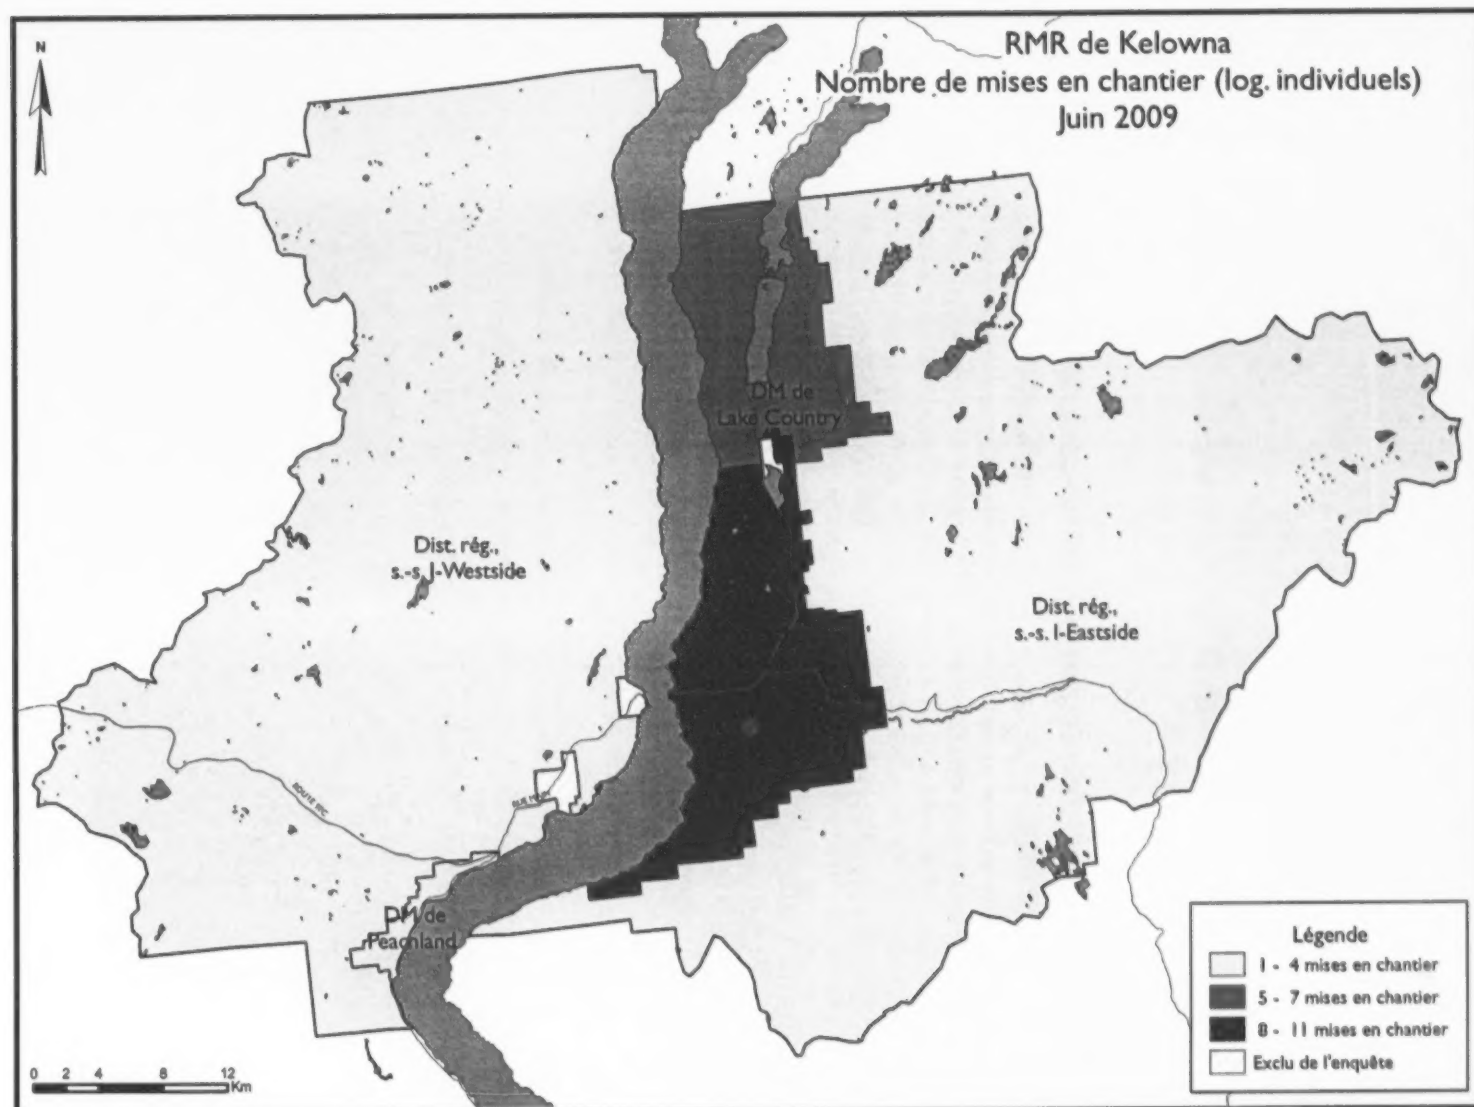 N
RMR de Kelowna
Nombre de mises en chantier (log. individuels)
Juin 2009
DM de
Lake Country
Dist. rég.,
s.-s. J-Westside
Dist. rég.,
s.-s. I-Eastside
ROUTE
DM de
Peachland
Légende
1 - 4 mises en chantier
5 - 7 mises en chantier
8 - 11 mises en chantier
Exclu de l'enquête
0 2 4 8 12
Km